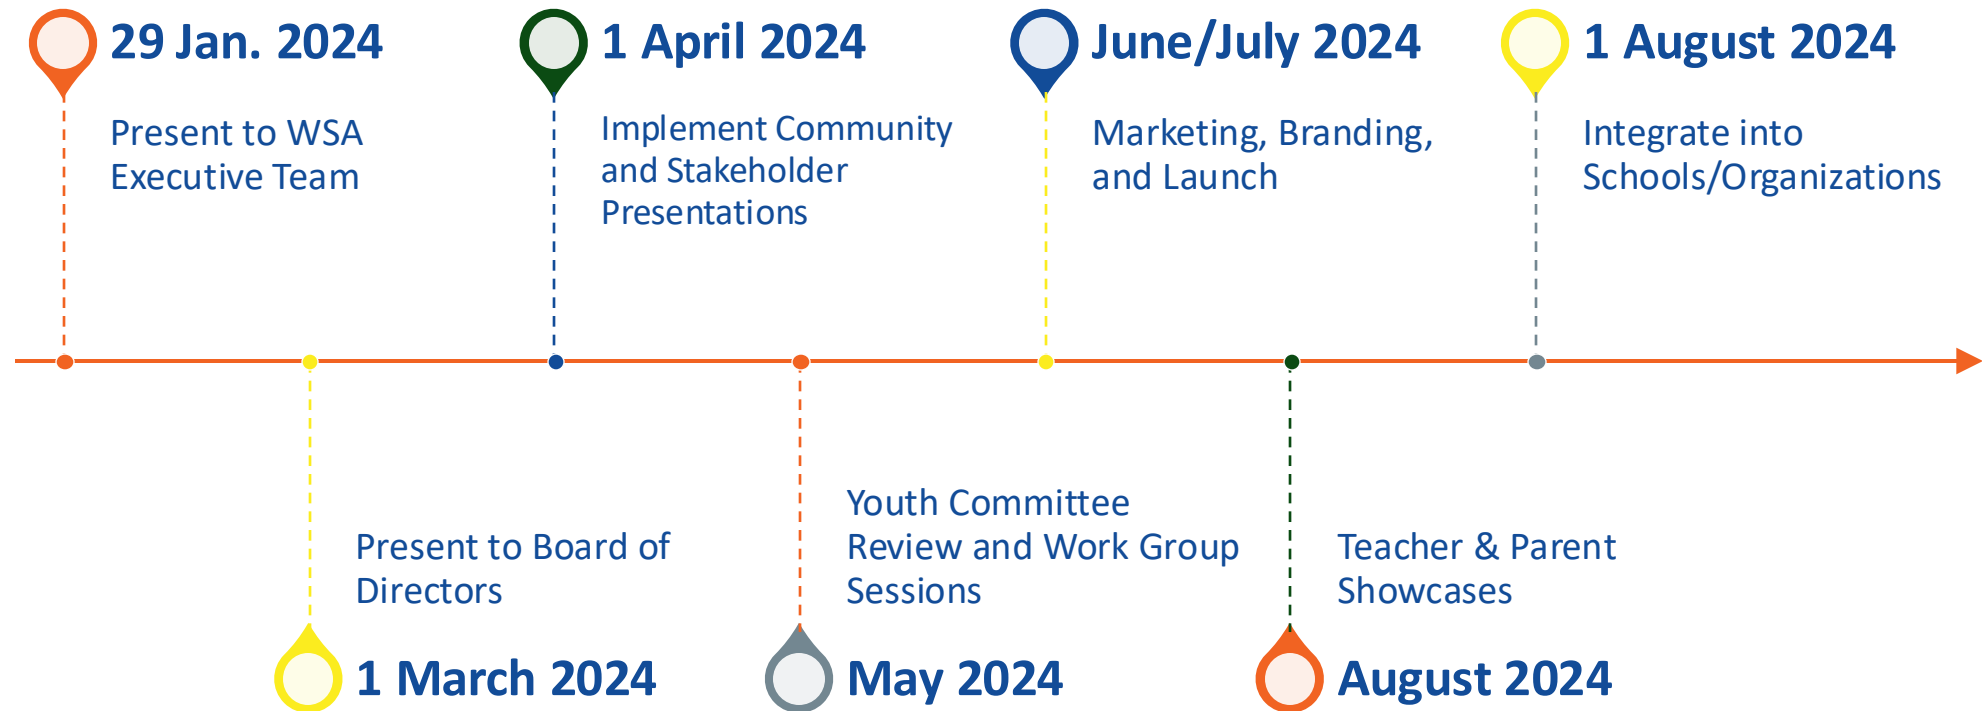 29 Jan. 2024
Present to WSA
Executive Team
1 April 2024
Implement Community
and Stakeholder
Presentations
June/July 2024
Marketing, Branding,
and Launch
1 August 2024
Integrate into
Schools/Organizations
Present to Board of
Directors
1 March 2024
Youth Committee
Review and Work Group
Sessions
May 2024
Teacher & Parent
Showcases
August 2024